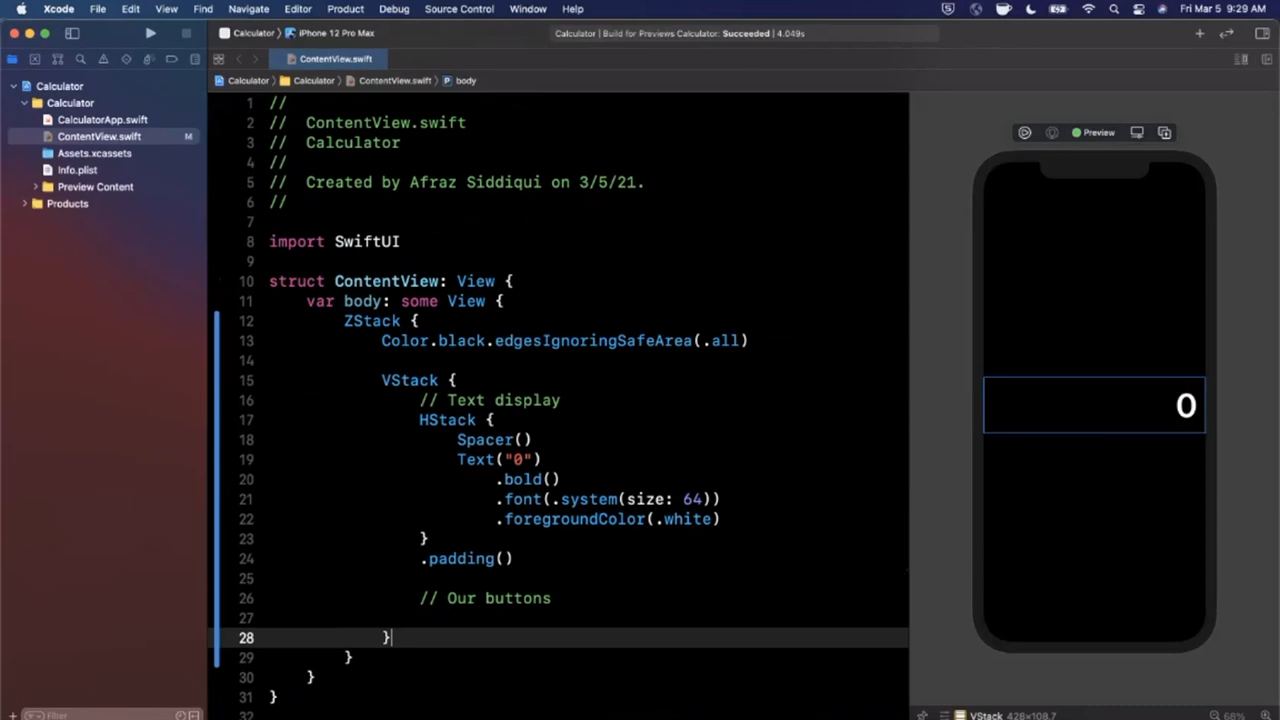 Xcode File Edit View Find Navigate Editor Product Debug Source Control Window Help Fri Mar 5 9:29 AM
Calculator 〉 iPhone 12 Pro Max Calculator | Build for Previews Calculator: Succeeded | 4.049s
ContentView.swift
Calculator 〉 Calculator 〉 ContentView.swift 〉 P body
Calculator
Calculator
CalculatorApp.swift
ContentView.swift M
Assets.xcassets
Info.plist
Preview Content
Products
Filter
1 //
2 // ContentView.swift
3 // Calculator
4 //
5 // Created by Afraz Siddiqui on 3/5/21.
6 //
7
8 import SwiftUI
9
10 struct ContentView: View {
11 var body: some View {
12 ZStack {
13 Color.black.edgesIgnoringSafeArea(.all)
14
15 VStack {
16 // Text display
17 HStack {
18 Spacer()
19 Text("0")
20 .bold()
21 .font(.system(size: 64))
22 .foregroundColor(.white)
23 }
24 .padding()
25
26 // Our buttons
27
28 }
29 }
30 }
31 }
32
Preview
0
VStack 428×108.7 68%